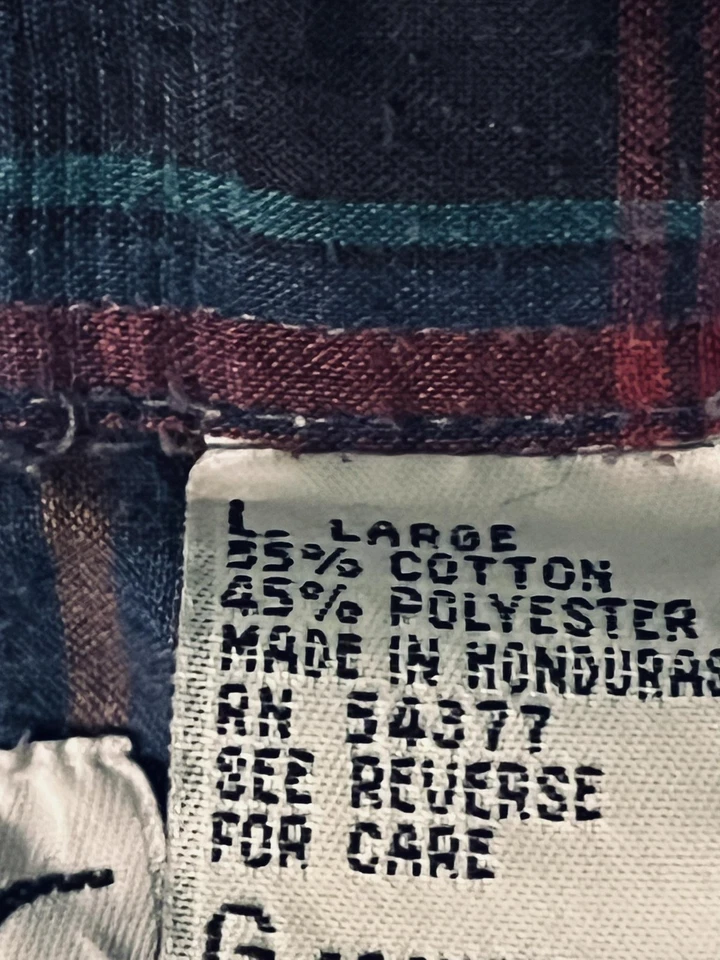 L LARGE
55% COTTON
45% POLYESTER
MADE IN HONDURAS
RN 54377
SEE REVERSE
FOR CARE
G